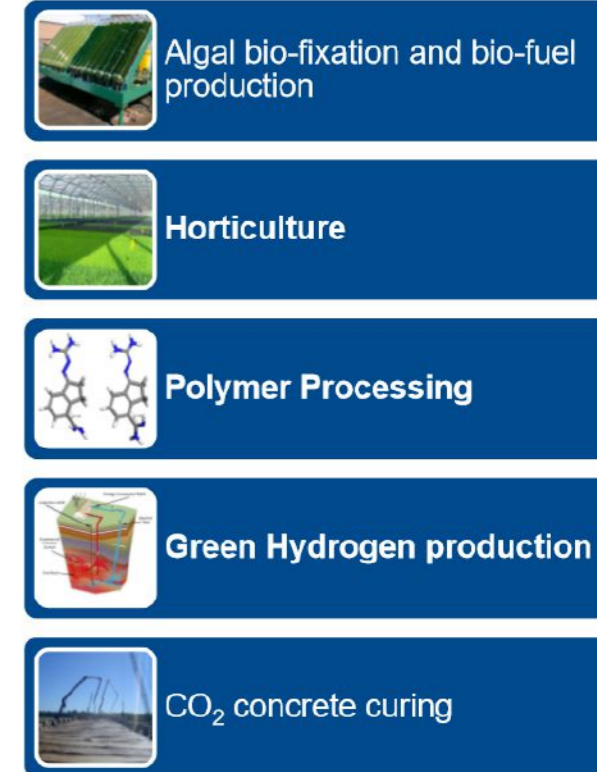 Algal bio-fixation and bio-fuel
production
Horticulture
Polymer Processing
Green Hydrogen production
CO₂ concrete curing